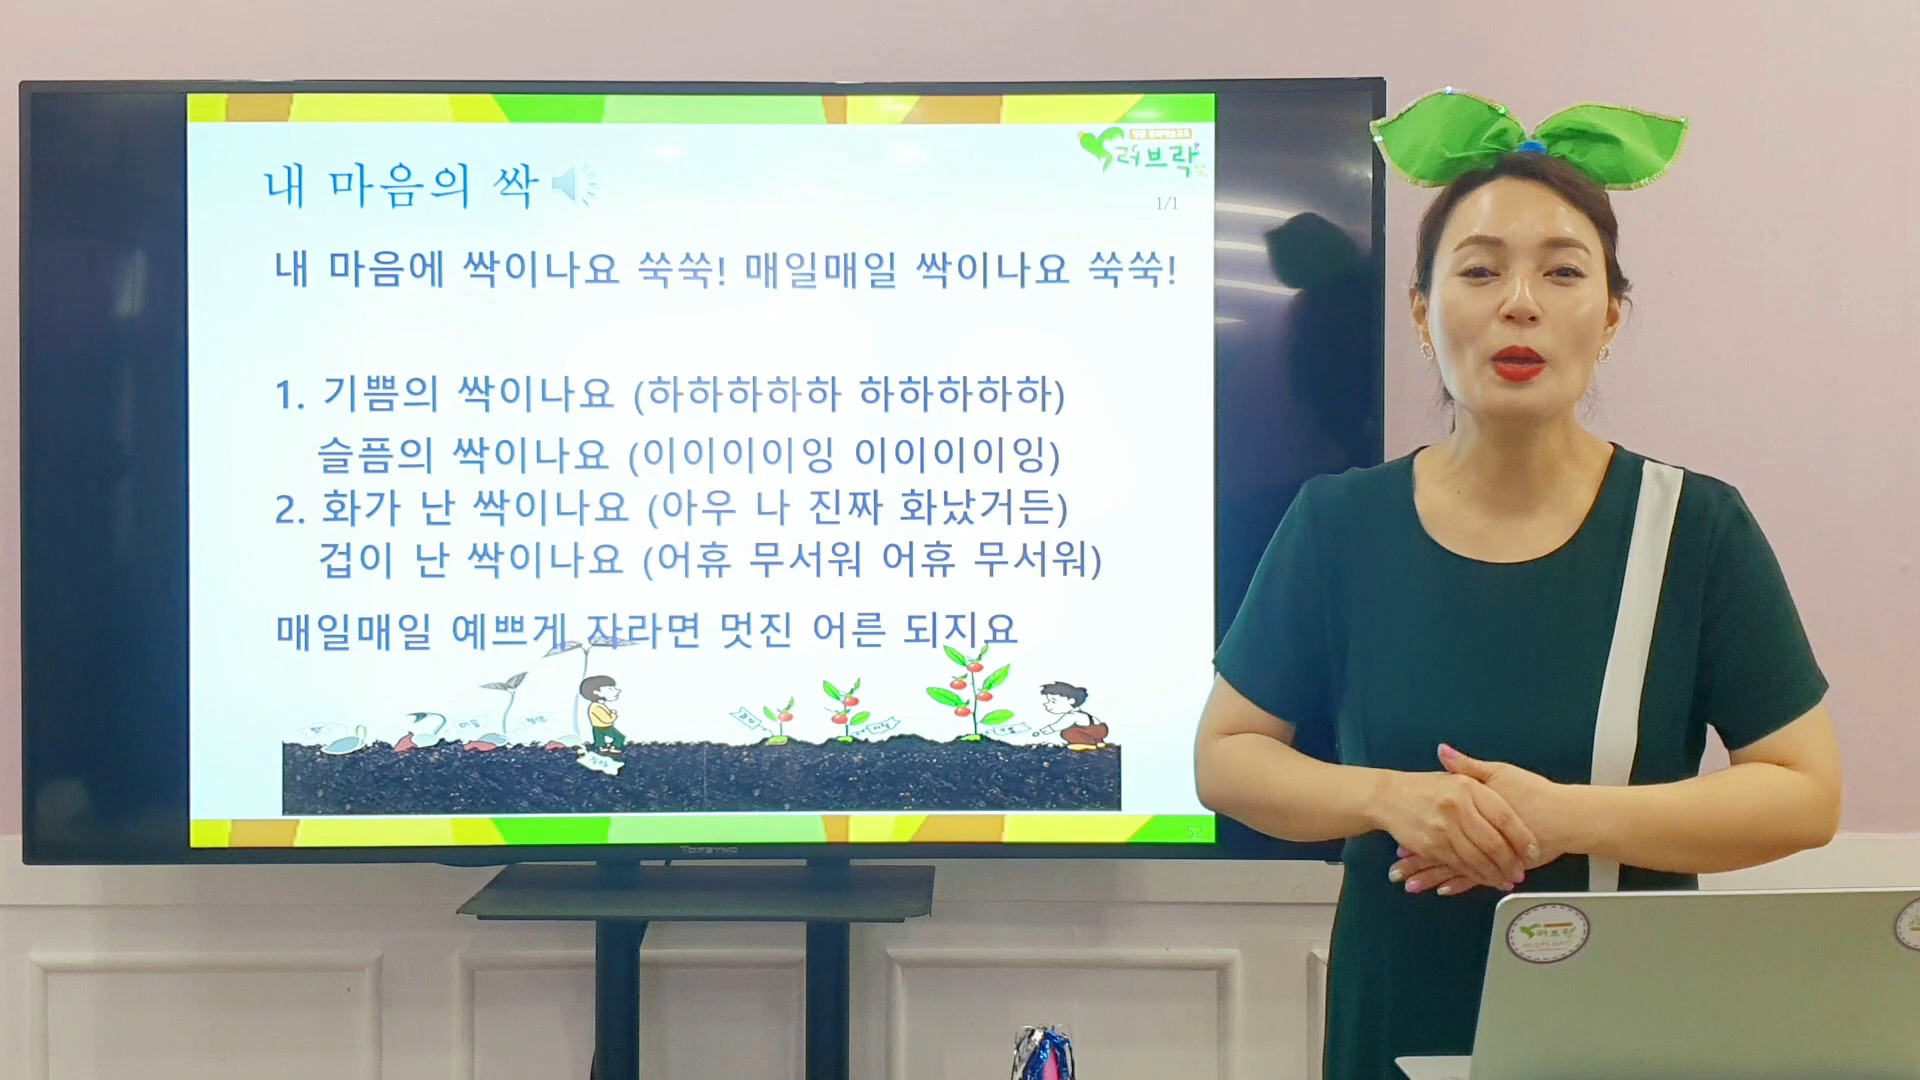 러브락
내 마음의 싹
1/1
내 마음에 싹이나요 쑥쑥! 매일매일 싹이나요 쑥쑥!
1. 기쁨의 싹이나요 (하하하하하 하하하하하)
슬픔의 싹이나요 (이이이이잉 이이이이잉)
2. 화가 난 싹이나요 (아우 나 진짜 화났거든)
겁이 난 싹이나요 (어휴 무서워 어휴 무서워)
매일매일 예쁘게 자라면 멋진 어른 되지요
52
TOPSYNC
러브락